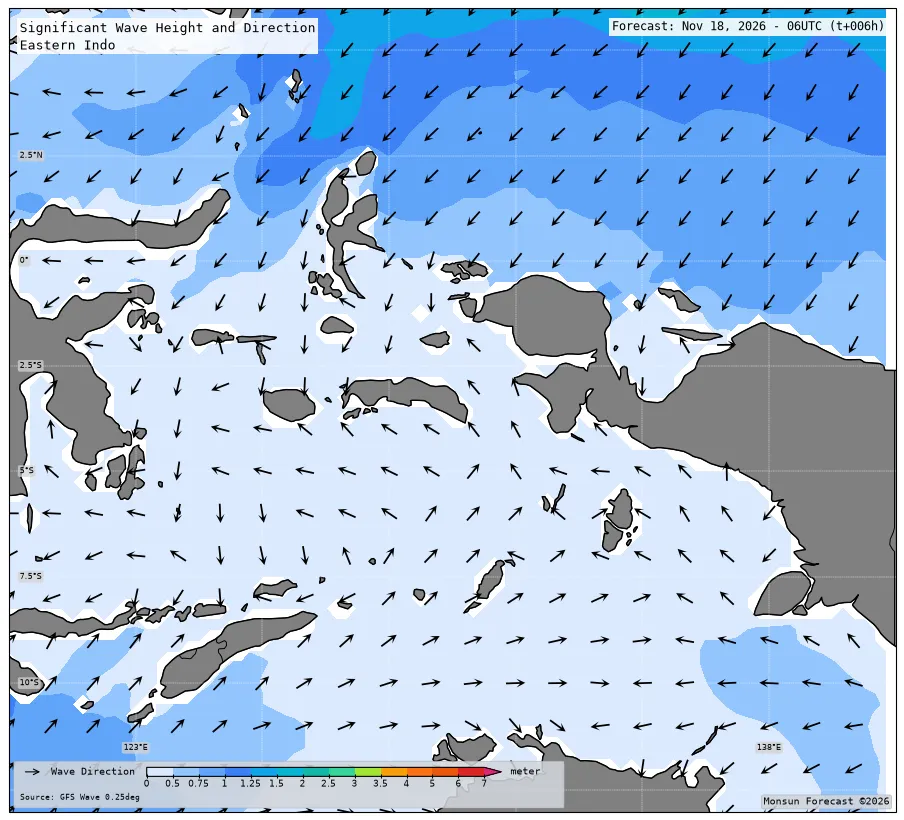 Significant Wave Height and Direction
Eastern Indo
Forecast: Nov 18, 2026 - 06UTC (t+006h)
2.5°N
0°
2.5°S
5°S
7.5°S
10°S
123°E
138°E
Wave Direction
meter
0 0.5 0.75 1 1.25 1.5 2 2.5 3 3.5 4 5 6 7
Source: GFS Wave 0.25deg
Monsun Forecast ©2026